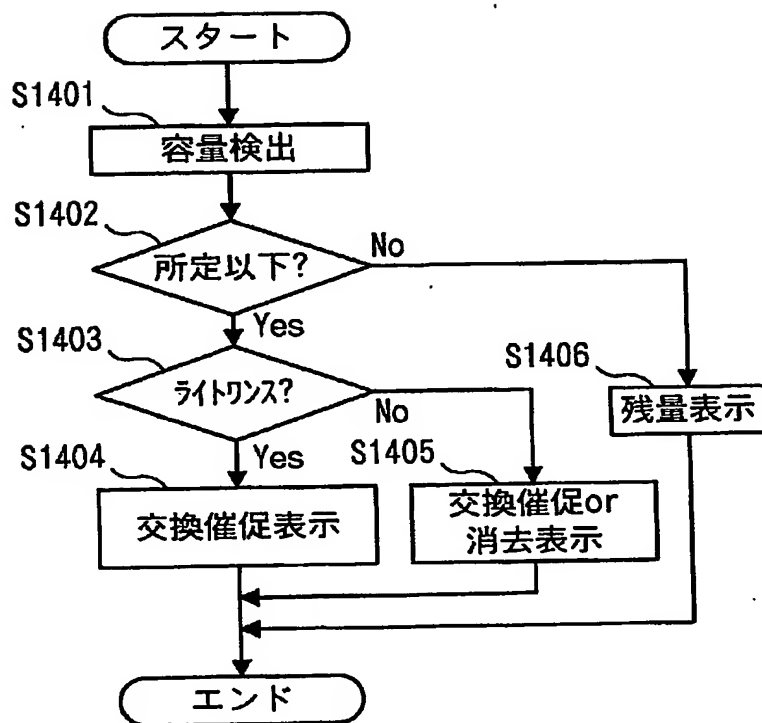 スタート
S1401
容量検出
S1402
所定以下?
No
Yes
S1403
ライトワンス?
No
Yes
S1406
残量表示
S1404
交換催促表示
S1405
交換催促or
消去表示
エンド